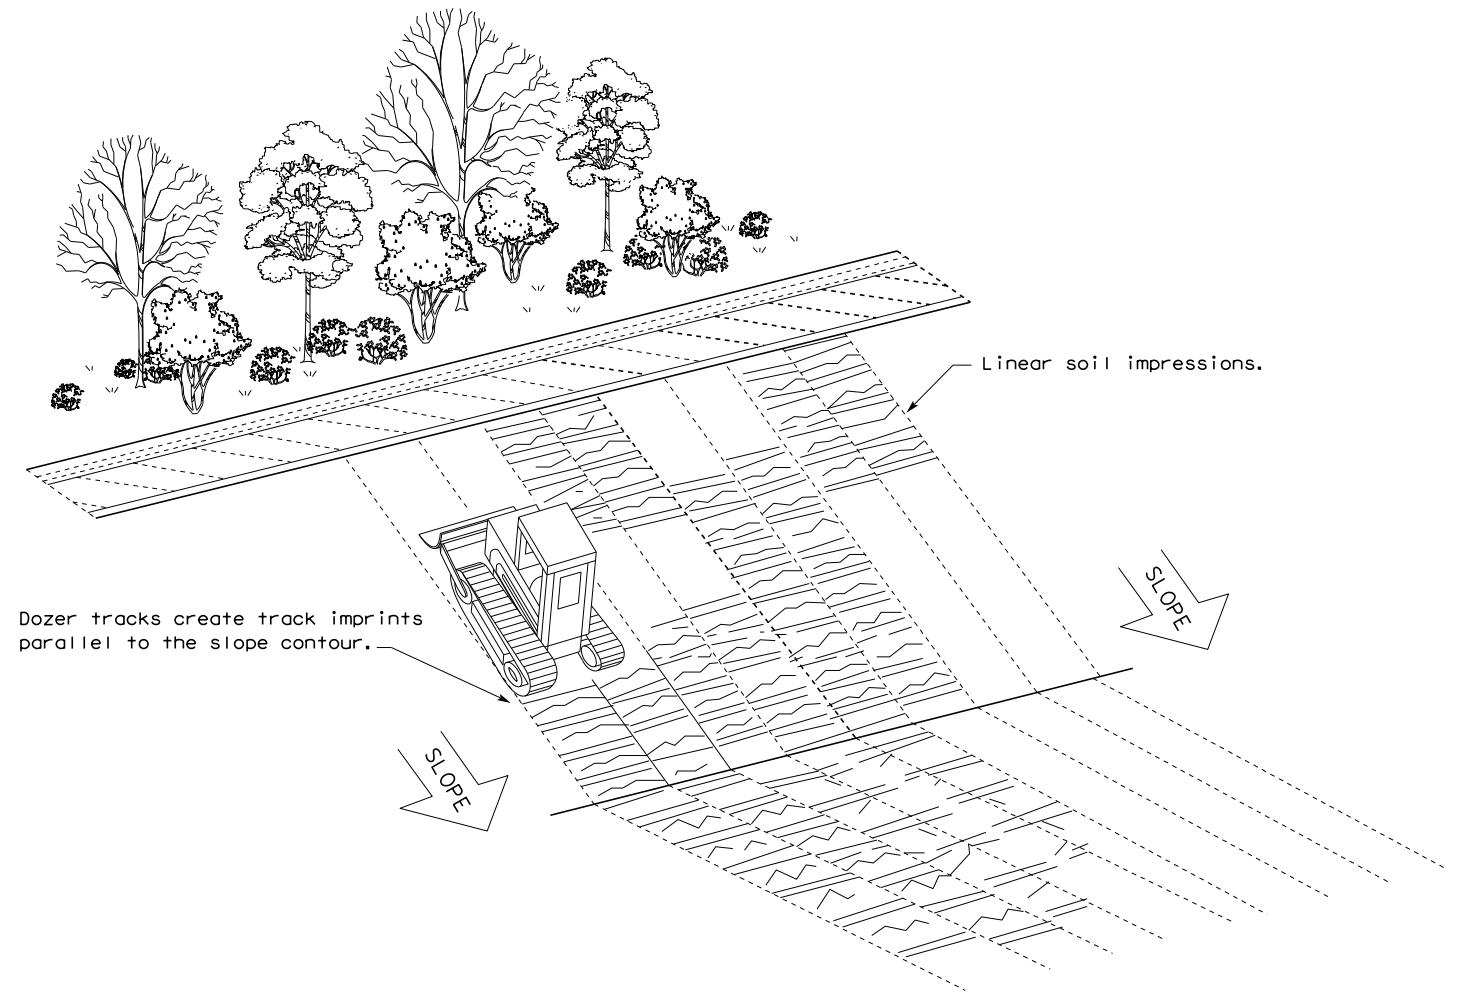 Linear soil impressions.
SLOPE
Dozer tracks create track imprints
parallel to the slope contour.
SLOPE